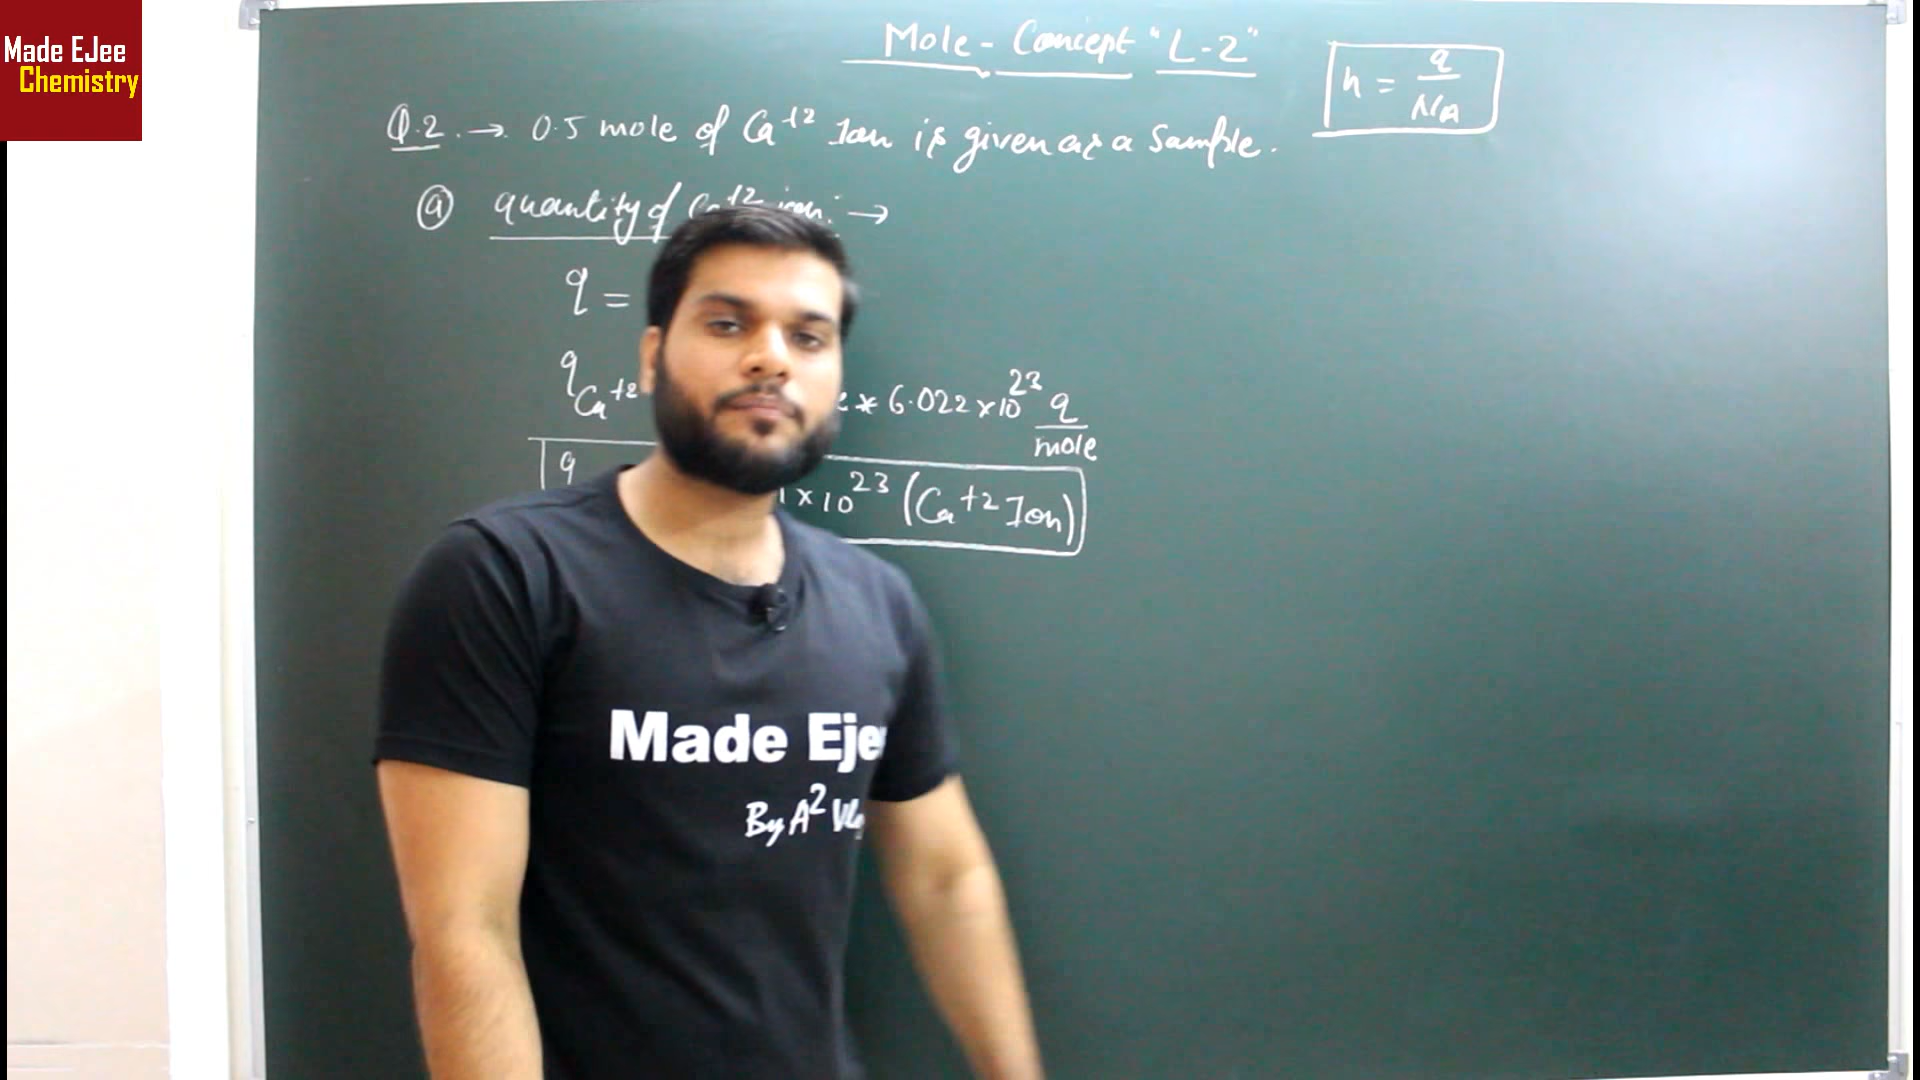 Made EJee
Chemistry
Mole - Concept "L-2"
n = q / NA
Q.2. → 0.5 mole of Ca+2 Ion is given as a Sample.
(a) quantity of Ca+2 ion: →
q =
qCa+2 * 6.022 × 10^23 q / mole
q × 10^23 (Ca+2 Ion)
Made Eje
By A2